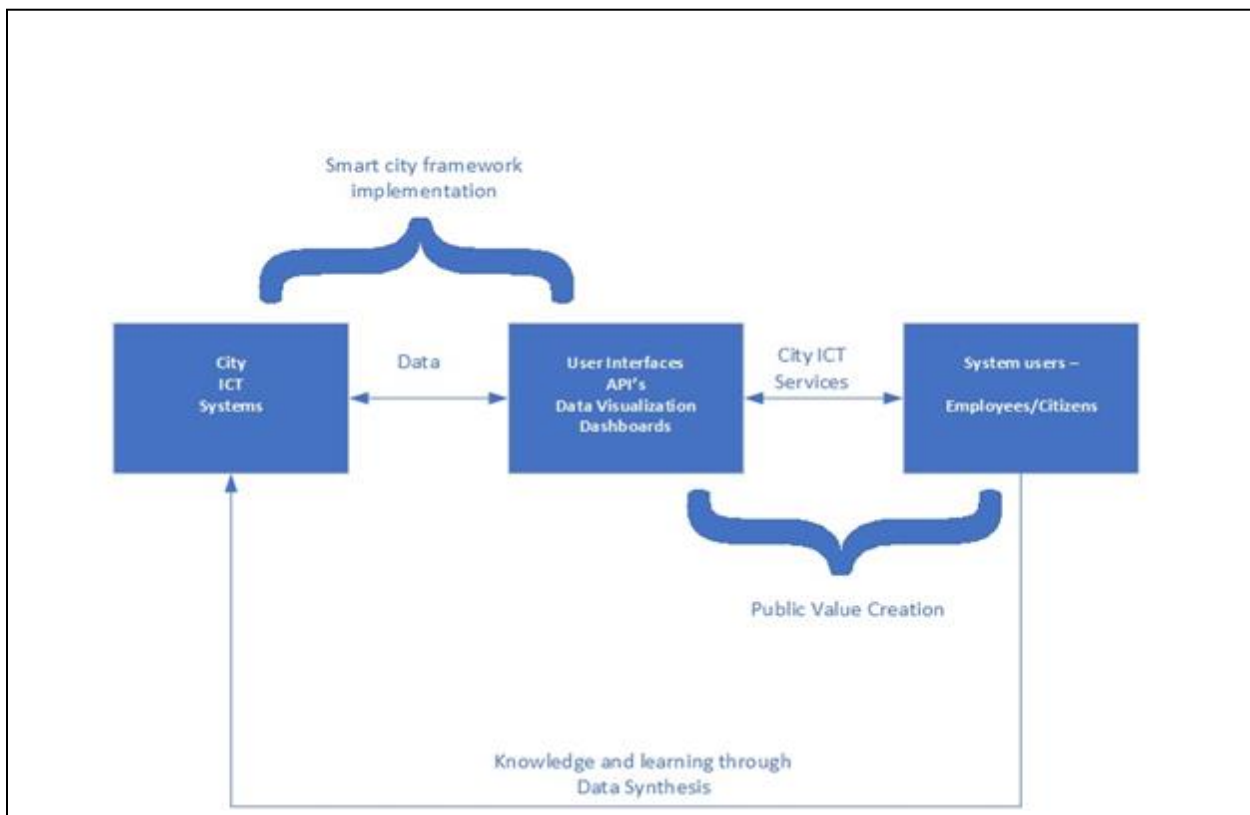 Smart city framework
implementation
City
ICT
Systems
Data
User Interfaces
API's
Data Visualization
Dashboards
City ICT
Services
System users –
Employees/Citizens
Public Value Creation
Knowledge and learning through
Data Synthesis